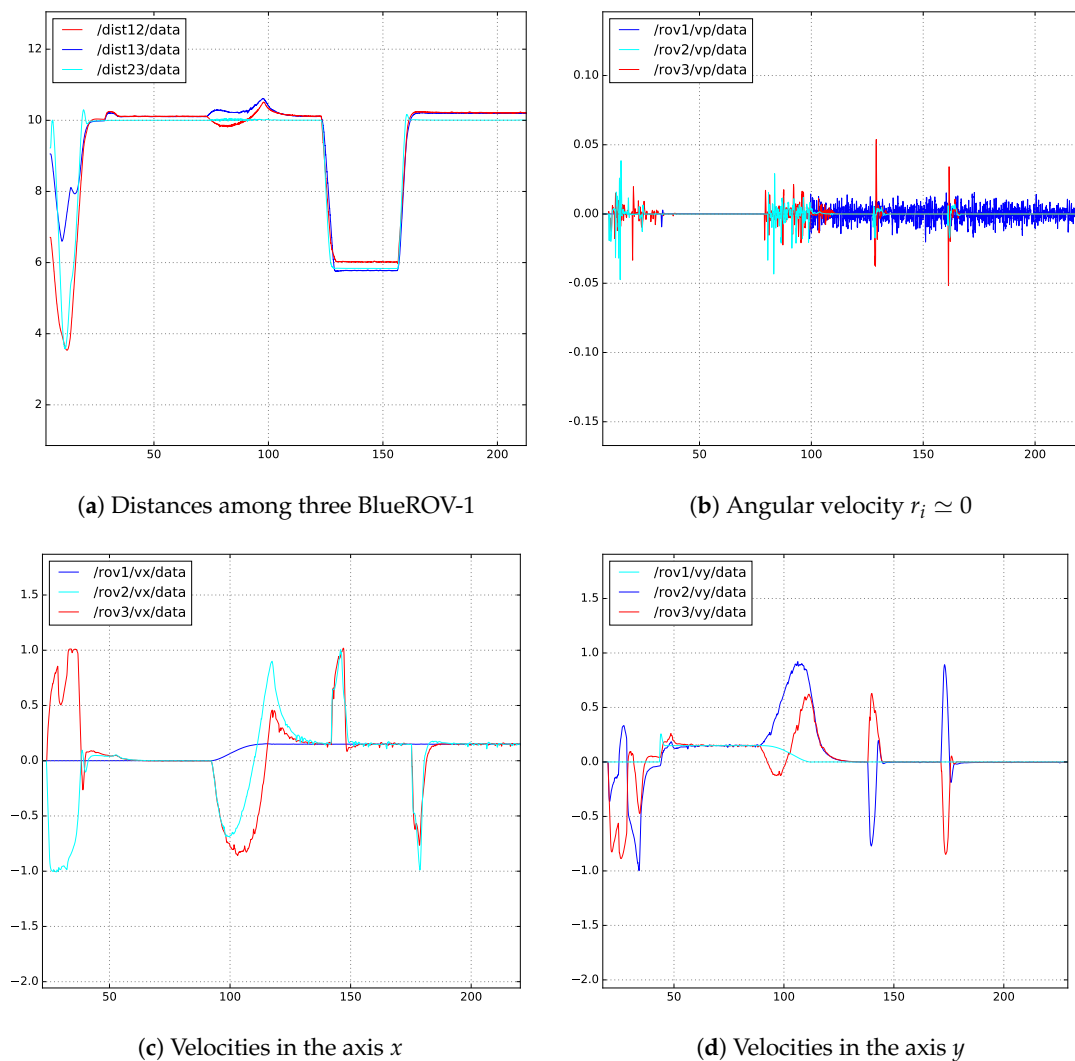 /dist12/data
/dist13/data
/dist23/data
12
10
8
6
4
2
50
100
150
200
(a) Distances among three BlueROV-1
/rov1/vp/data
/rov2/vp/data
/rov3/vp/data
0.10
0.05
0.00
-0.05
-0.10
-0.15
50
100
150
200
(b) Angular velocity r_i ≃ 0
/rov1/vx/data
/rov2/vx/data
/rov3/vx/data
1.5
1.0
0.5
0.0
−0.5
−1.0
−1.5
−2.0
50
100
150
200
(c) Velocities in the axis x
/rov1/vy/data
/rov2/vy/data
/rov3/vy/data
1.5
1.0
0.5
0.0
−0.5
−1.0
−1.5
−2.0
50
100
150
200
(d) Velocities in the axis y